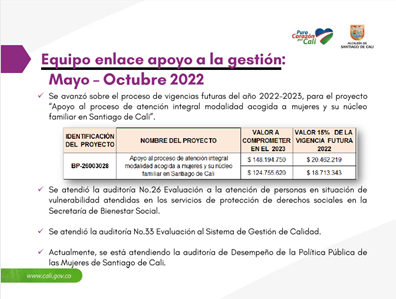 Puro
Corazón
por
Cali
ALCALDÍA DE
SANTIAGO DE CALI
Equipo enlace apoyo a la gestión:
Mayo – Octubre 2022
✓ Se avanzó sobre el proceso de vigencias futuras del año 2022-2023, para el proyecto
"Apoyo al proceso de atención integral modalidad acogida a mujeres y su núcleo
familiar en Santiago de Cali".
IDENTIFICACIÓN DEL PROYECTO
NOMBRE DEL PROYECTO
VALOR A COMPROMETER EN EL 2023
VALOR 15% DE LA VIGENCIA FUTURA 2022
BP-26003028
Apoyo al proceso de atención integral
modalidad acogida a mujeres y su núcleo
familiar en Santiago de Cali
$ 148.194.750
$ 20.462.219
$ 124.755.620
$ 18.713.343
✓ Se atendió la auditoría No.26 Evaluación a la atención de personas en situación de
vulnerabilidad atendidas en los servicios de protección de derechos sociales en la
Secretaría de Bienestar Social.
✓ Se atendió la auditoría No.33 Evaluación al Sistema de Gestión de Calidad.
✓ Actualmente, se está atendiendo la auditoría de Desempeño de la Política Pública de
las Mujeres de Santiago de Cali.
www.cali.gov.co